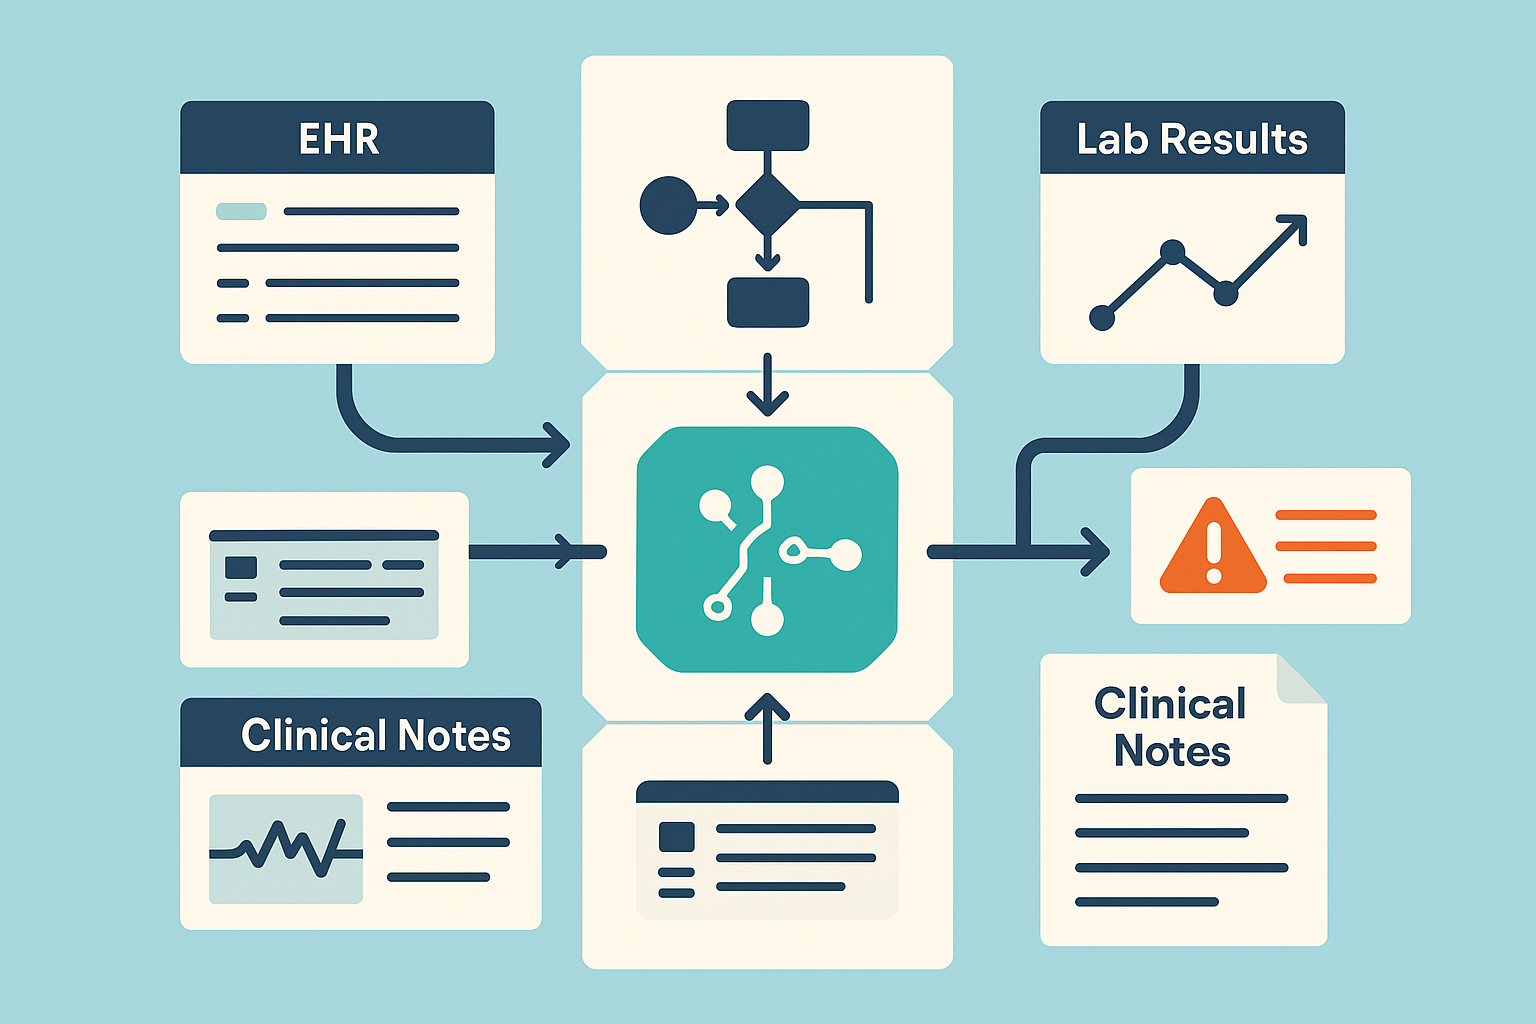 EHR
Lab Results
Clinical Notes
Clinical
Notes